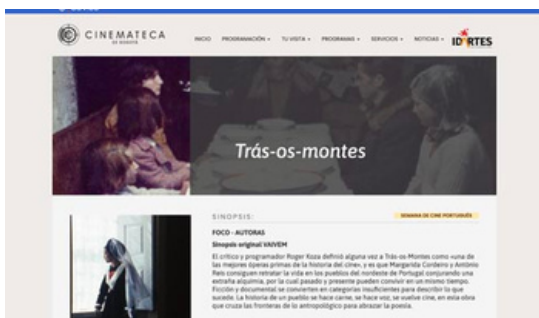 CINEMATECA
DE BOGOTÁ
INICIO PROGRAMACIÓN TU VISITA PROGRAMAS SERVICIOS NOTICIAS IDARTES
Trás-os-montes
SINOPSIS:
SEMANA DE CINE PORTUGUÉS
FOCO - AUTORAS
Sinopsis original VAIVEM
El crítico y programador Roger Koza definió alguna vez a Trás-os-Montes como «una de
las mejores óperas primas de la historia del cine», y es que Margarida Cordeiro y António
Reis consiguen retratar la vida en los pueblos del nordeste de Portugal conjurando una
extraña alquimia, por la cual pasado y presente pueden convivir en un mismo tiempo.
Ficción y documental se convierten en categorías insuficientes para describir lo que
sucede. La historia de un pueblo se hace carne, se hace voz, se vuelve cine, en esta obra
que cruza las fronteras de lo antropológico para abrazar la poesía.